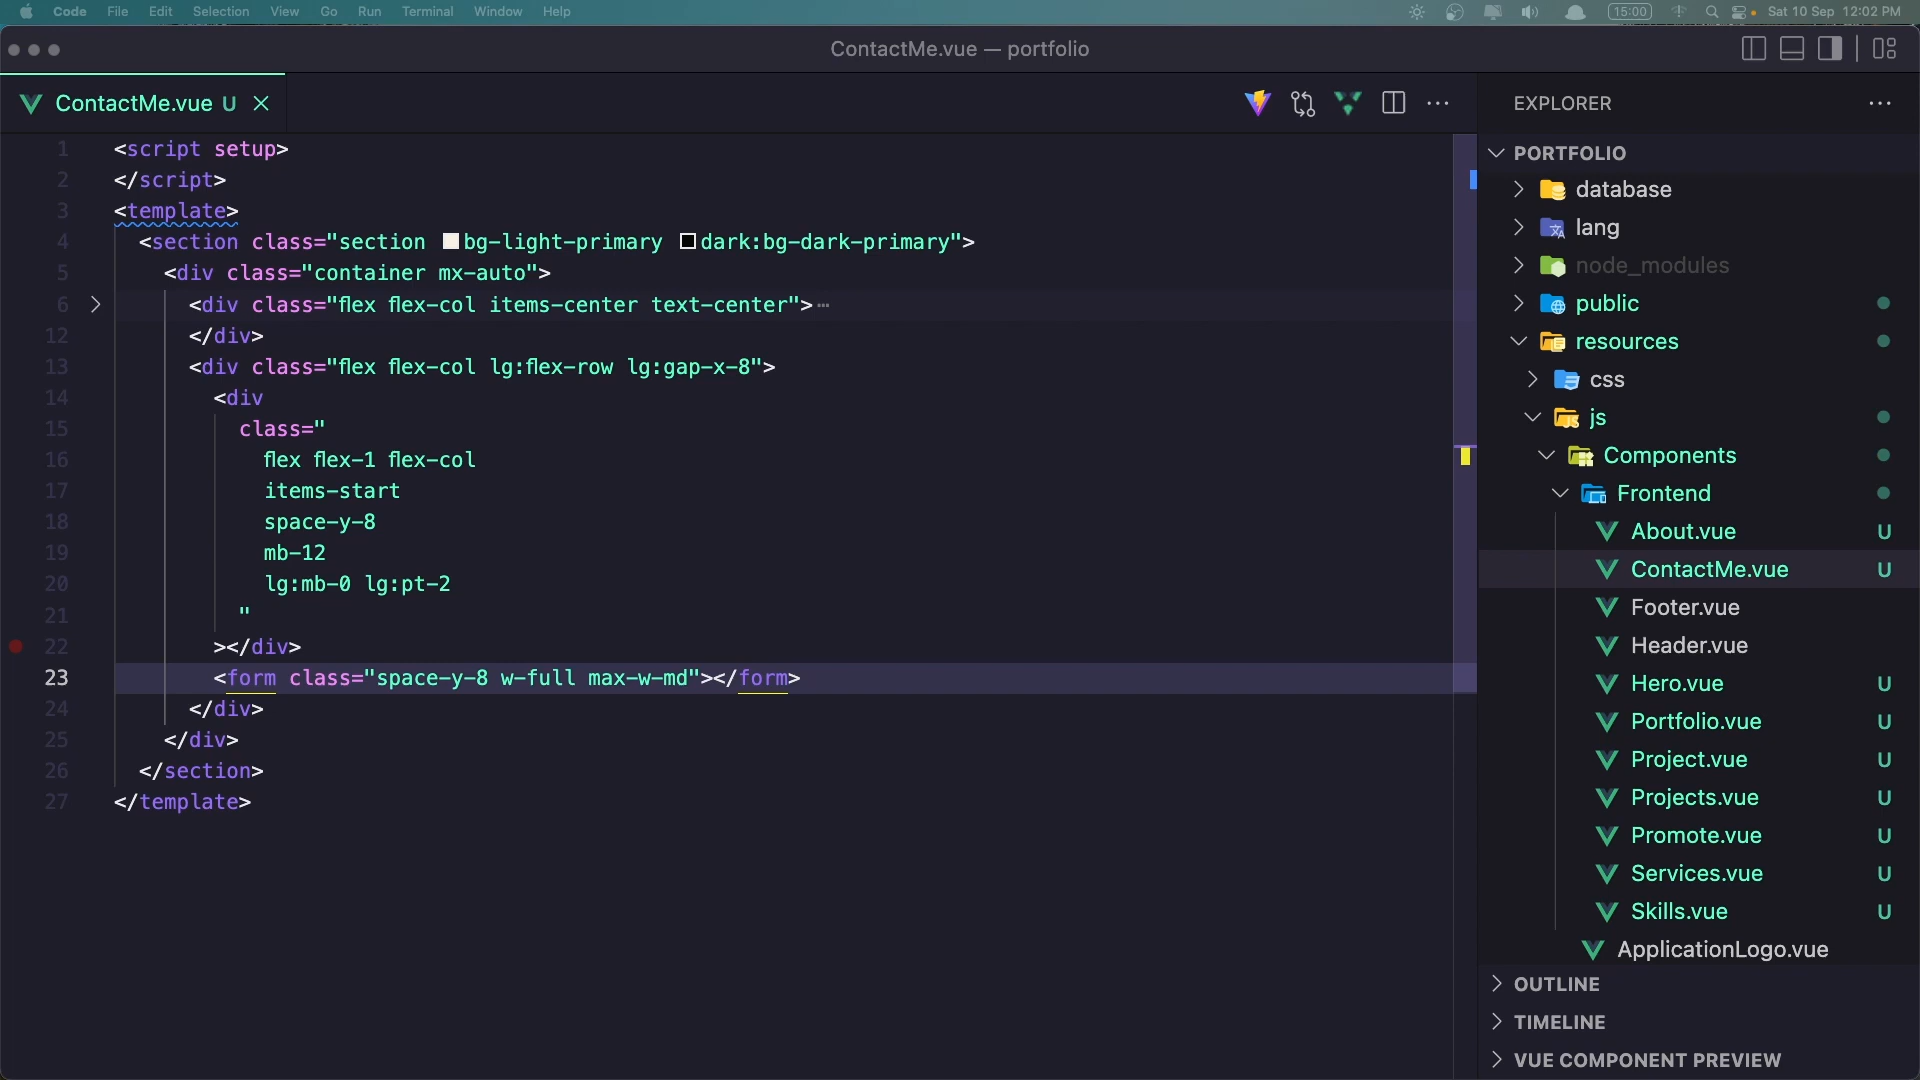 Code File Edit Selection View Go Run Terminal Window Help 15:00 Sat 10 Sep 12:02 PM
ContactMe.vue — portfolio
ContactMe.vue U
1 <script setup>
2 </script>
3 <template>
4 <section class="section bg-light-primary dark:bg-dark-primary">
5 <div class="container mx-auto">
6 <div class="flex flex-col items-center text-center">
12 </div>
13 <div class="flex flex-col lg:flex-row lg:gap-x-8">
14 <div
15 class="
16 flex flex-1 flex-col
17 items-start
18 space-y-8
19 mb-12
20 lg:mb-0 lg:pt-2
21 "
22 ></div>
23 <form class="space-y-8 w-full max-w-md"></form>
24 </div>
25 </div>
26 </section>
27 </template>
EXPLORER
PORTFOLIO
database
lang
node_modules
public
resources
css
js
Components
Frontend
About.vue U
ContactMe.vue U
Footer.vue
Header.vue
Hero.vue U
Portfolio.vue U
Project.vue U
Projects.vue U
Promote.vue U
Services.vue U
Skills.vue U
ApplicationLogo.vue
OUTLINE
TIMELINE
VUE COMPONENT PREVIEW